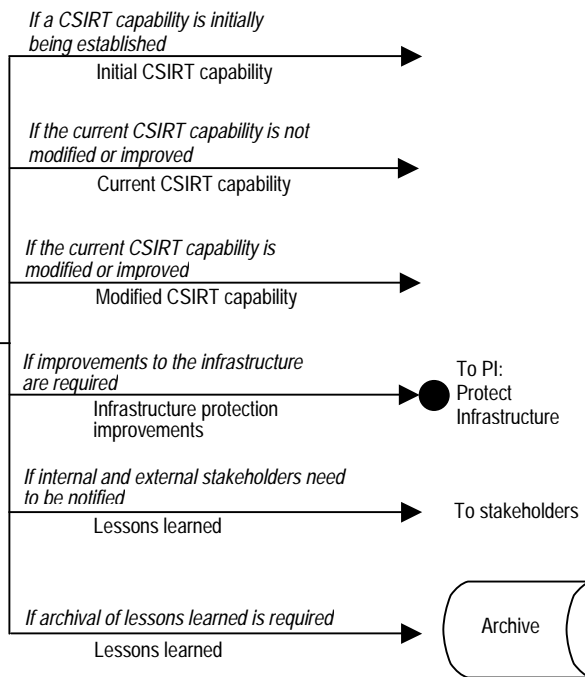 If a CSIRT capability is initially
being established
Initial CSIRT capability
If the current CSIRT capability is not
modified or improved
Current CSIRT capability
If the current CSIRT capability is
modified or improved
Modified CSIRT capability
If improvements to the infrastructure
are required
Infrastructure protection
improvements
To PI:
Protect
Infrastructure
If internal and external stakeholders need
to be notified
Lessons learned
To stakeholders
If archival of lessons learned is required
Lessons learned
Archive